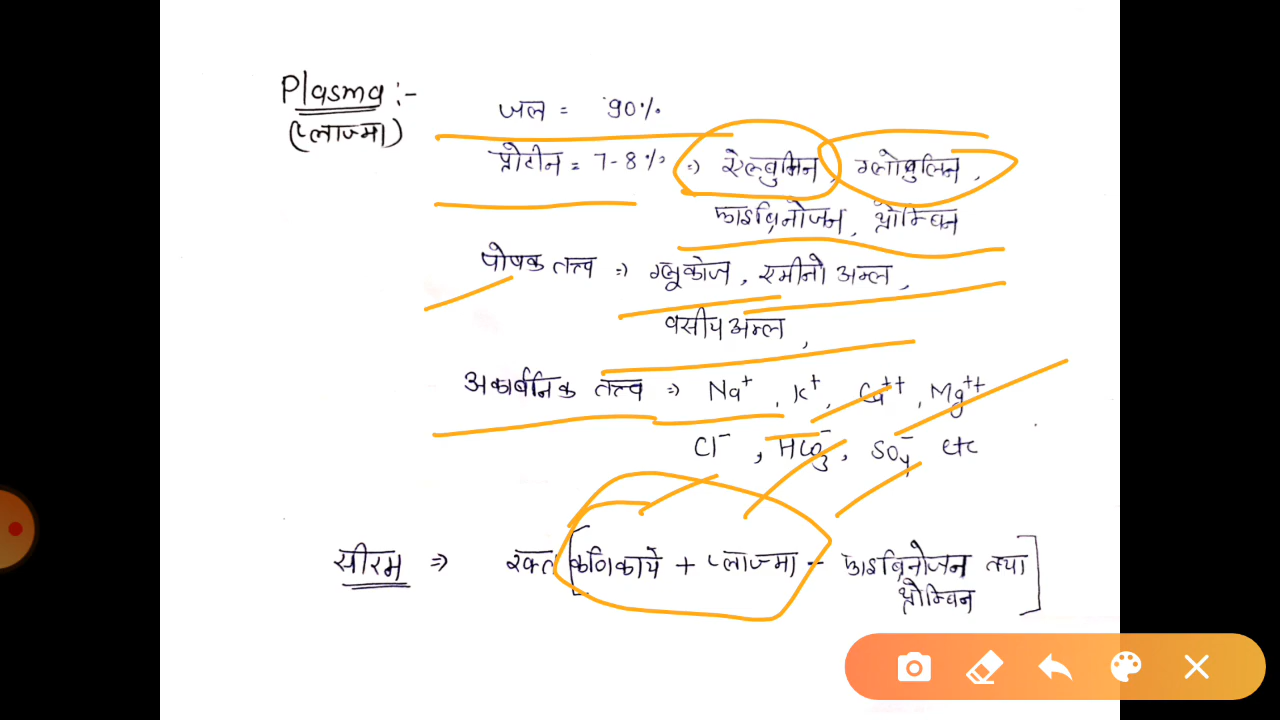 Plasma :-
(प्लाज्मा)
जल = 90%
प्रोटीन = 7-8% ⇒ एल्बुमिन, ग्लोबुलिन,
फाइब्रिनोजन, थ्रोम्बिन
पोषक तत्त्व ⇒ ग्लूकोज, एमीनो अम्ल,
वसीय अम्ल,
अकार्बनिक तत्त्व ⇒ Na⁺, K⁺, Ca⁺⁺, Mg⁺⁺
Cl⁻, HCO₃⁻, SO₄⁻ etc
सीरम ⇒ रक्त [कणिकाये + प्लाज्मा - फाइब्रिनोजन तथा
थ्रोम्बिन]